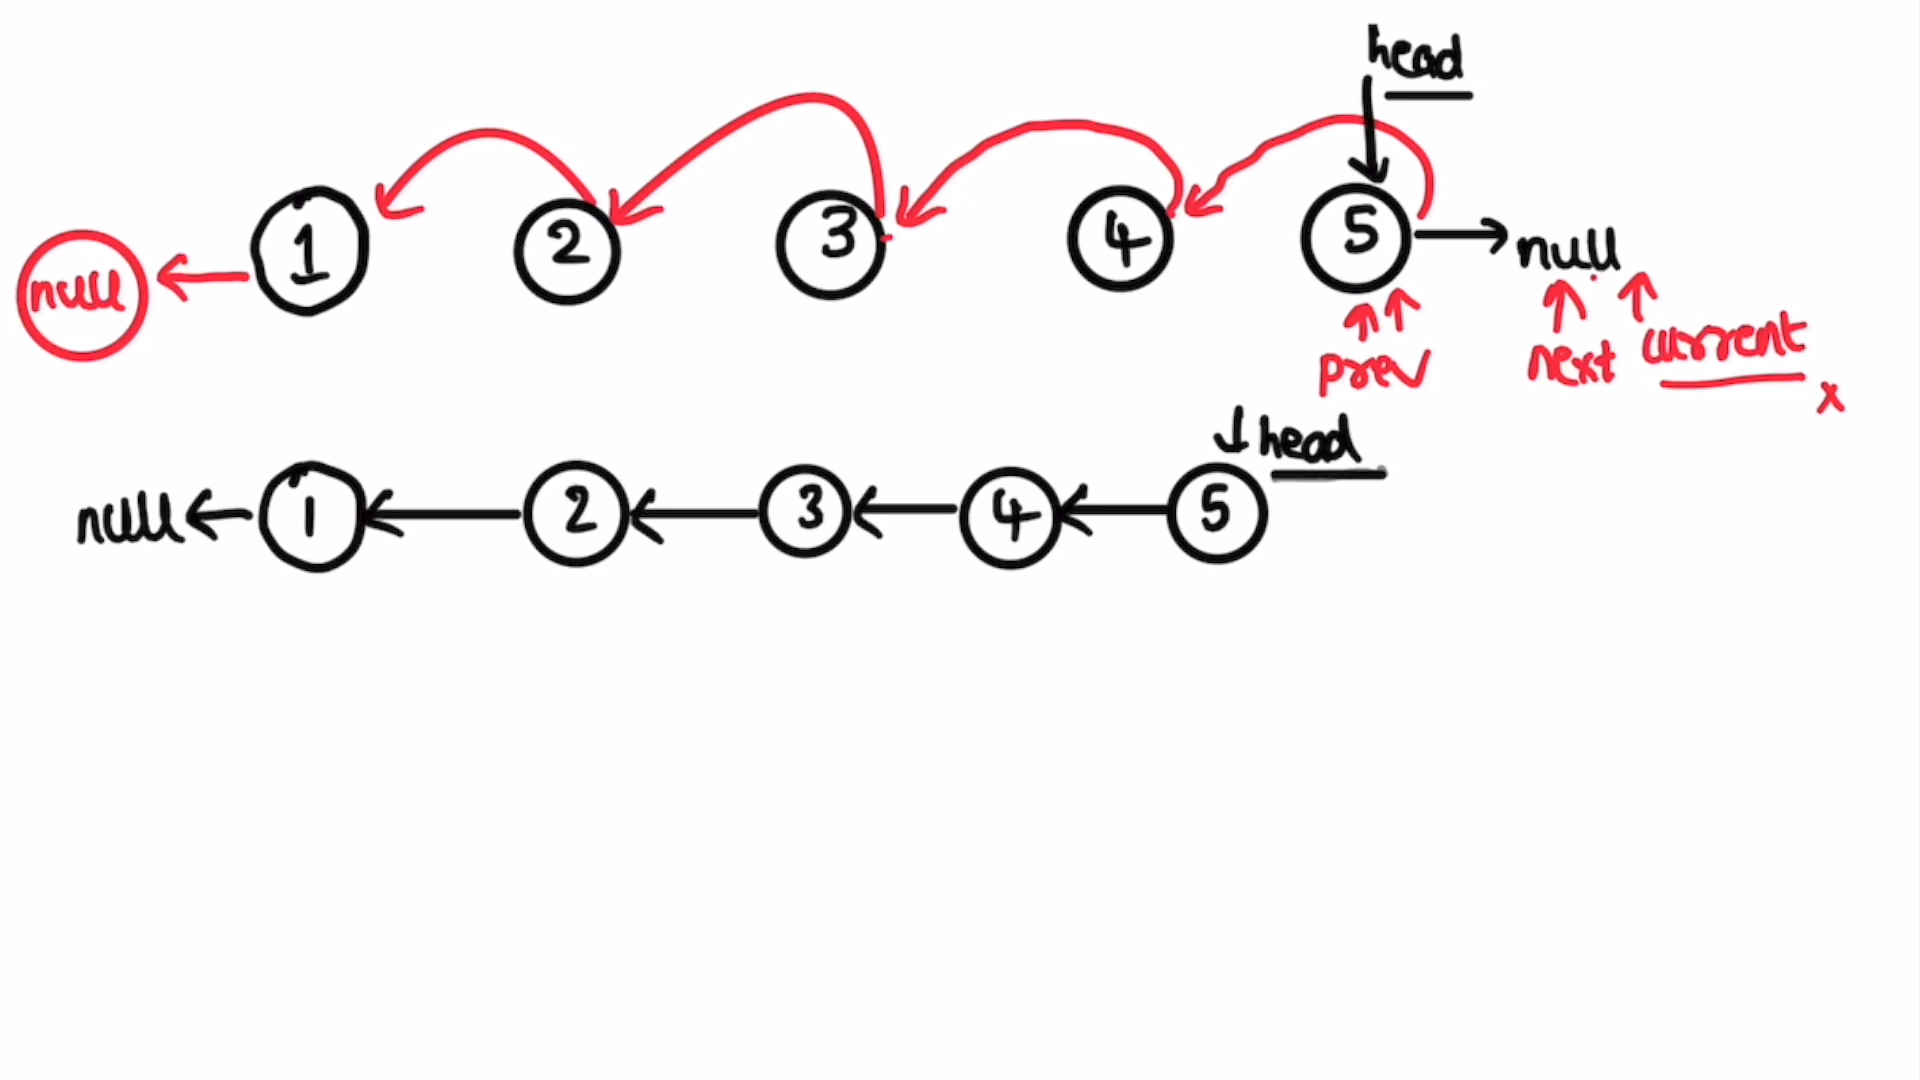 head
null 1 2 3 4 5 null
prev next current x
head
null 1 2 3 4 5